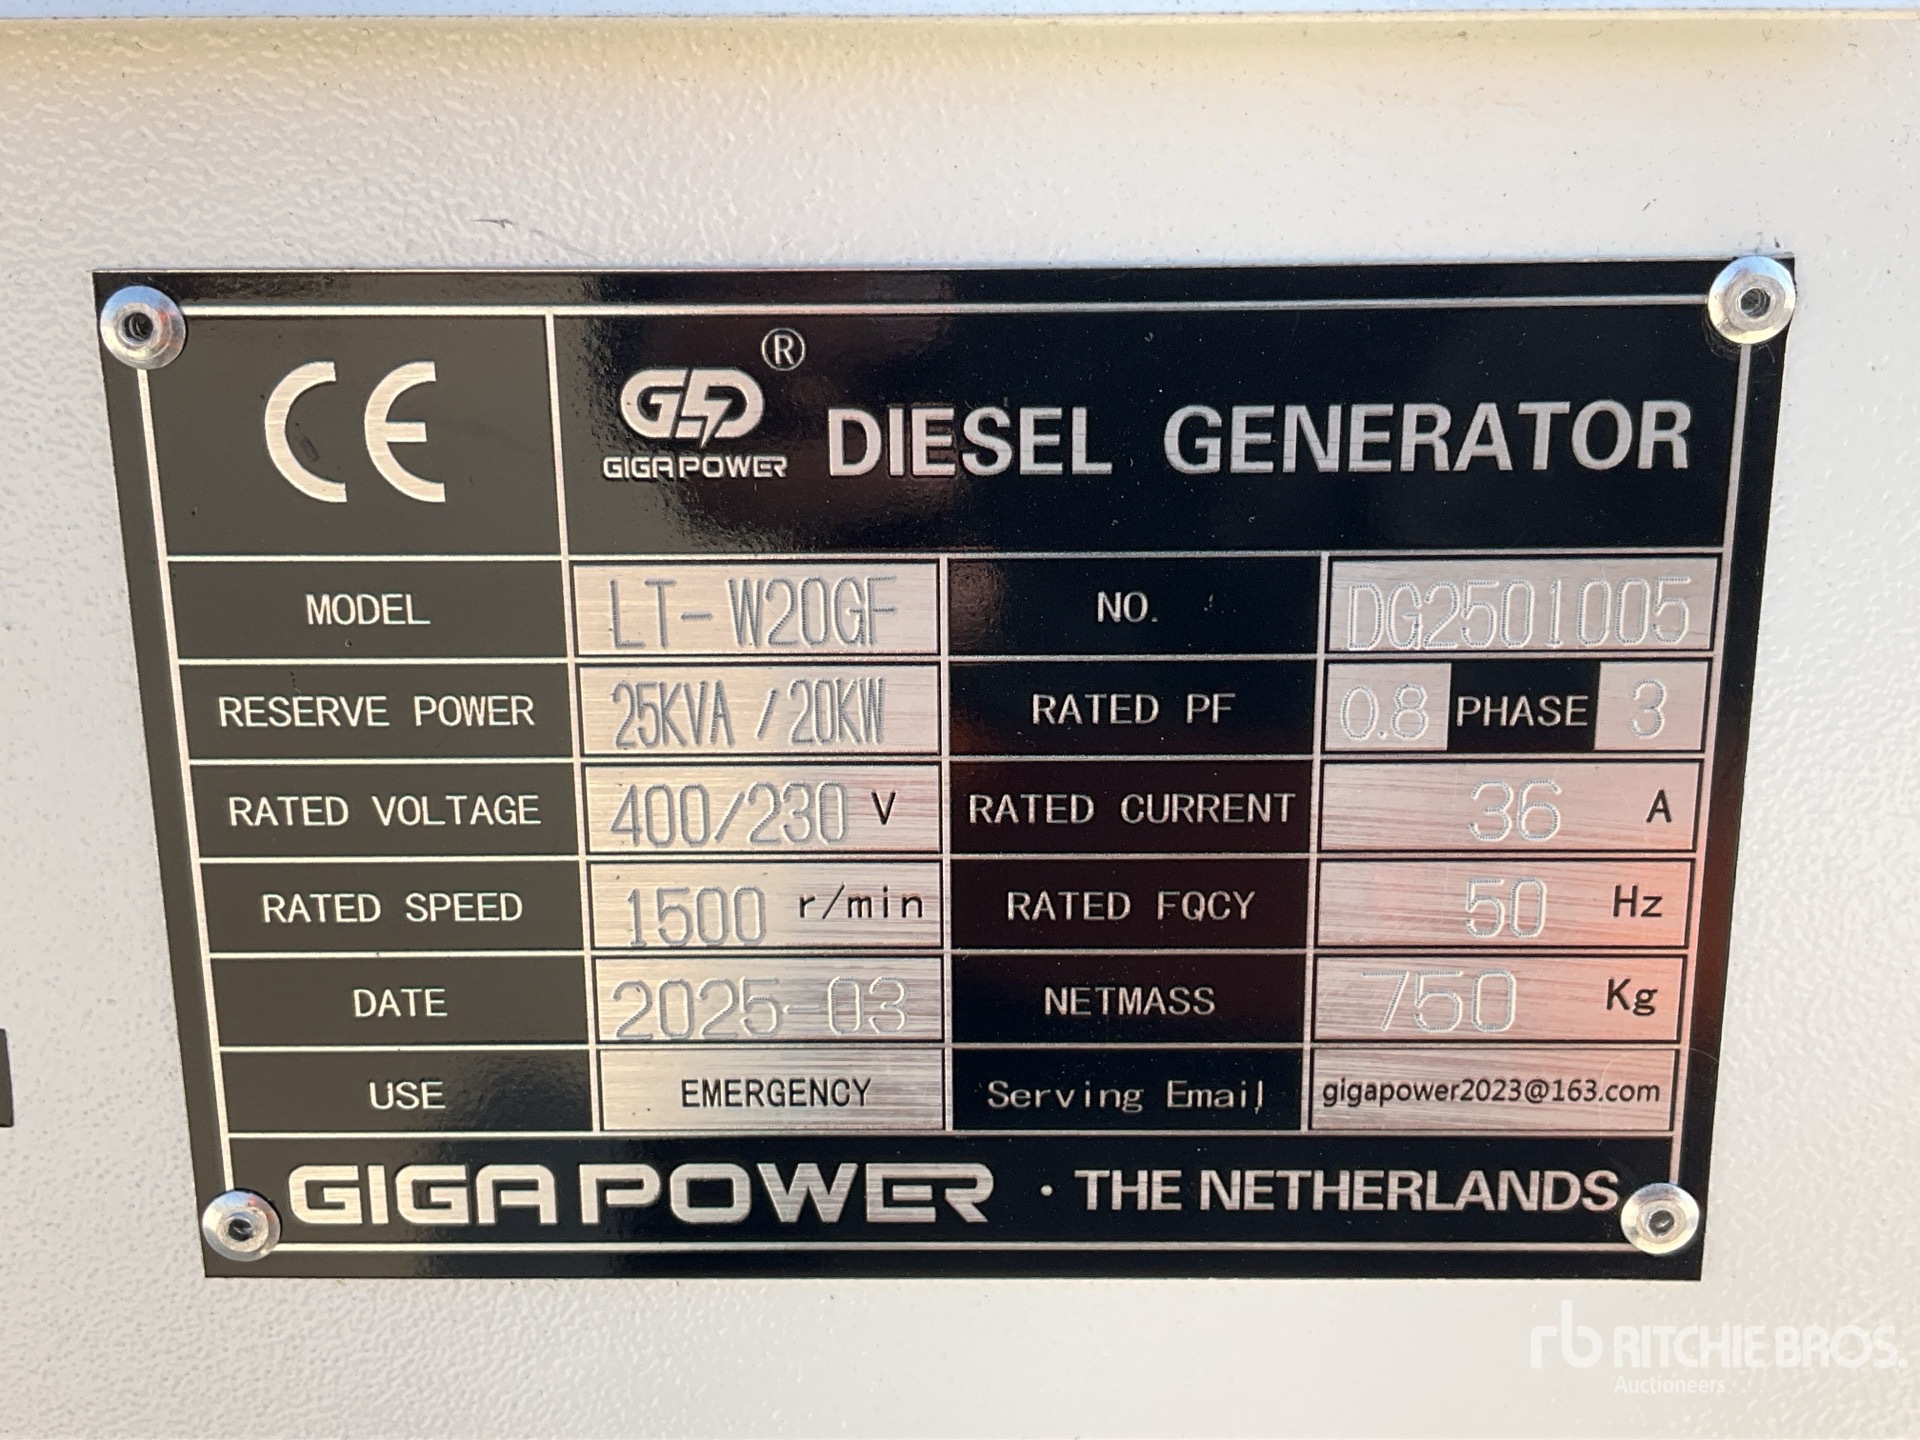 CE GIGAPOWER ® DIESEL GENERATOR
MODEL LT-W20GF NO. DG2501005
RESERVE POWER 25KVA/20KW RATED PF 0.8 PHASE 3
RATED VOLTAGE 400/230 V RATED CURRENT 36 A
RATED SPEED 1500 r/min RATED FQCY 50 Hz
DATE 2025-03 NETMASS 750 Kg
USE EMERGENCY Serving Email gigapower2023@163.com
GIGAPOWER · THE NETHERLANDS
rb RITCHIE BROS.
Auctioneers